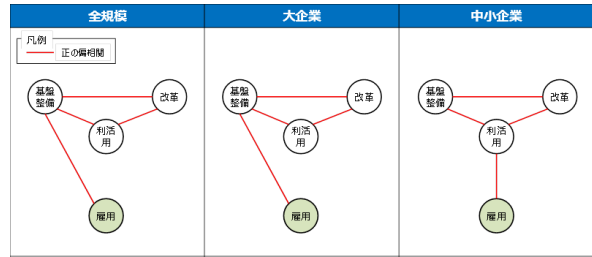 全規模
大企業
中小企業
凡例
正の偏相関
基盤
整備
改革
利活
用
雇用
基盤
整備
改革
利活
用
雇用
基盤
整備
改革
利活
用
雇用